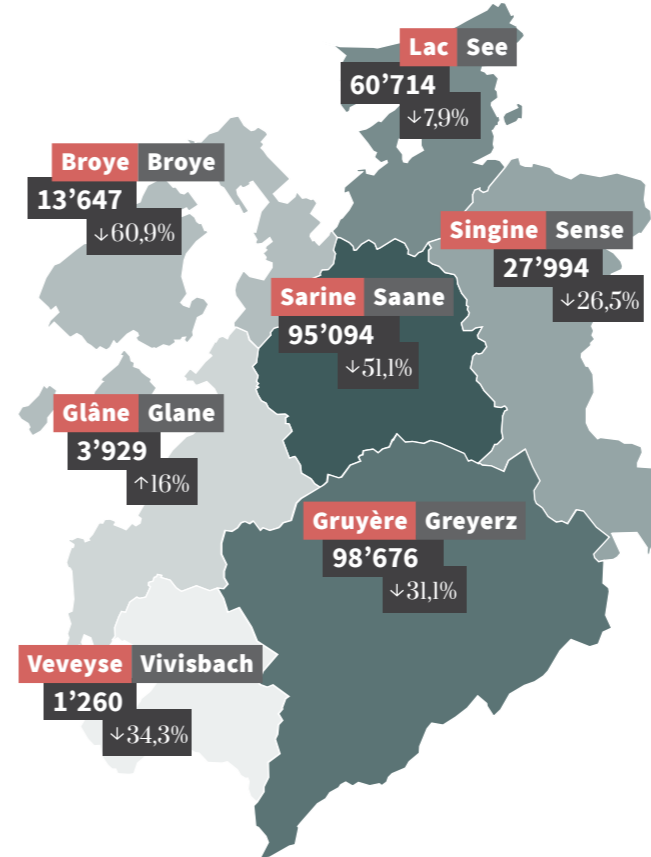 Lac See
60’714
↓7,9%
Broye Broye
13’647
↓60,9%
Singine Sense
27’994
↓26,5%
Sarine Saane
95’094
↓51,1%
Glâne Glane
3’929
↑16%
Gruyère Greyerz
98’676
↓31,1%
Veveyse Vivisbach
1’260
↓34,3%